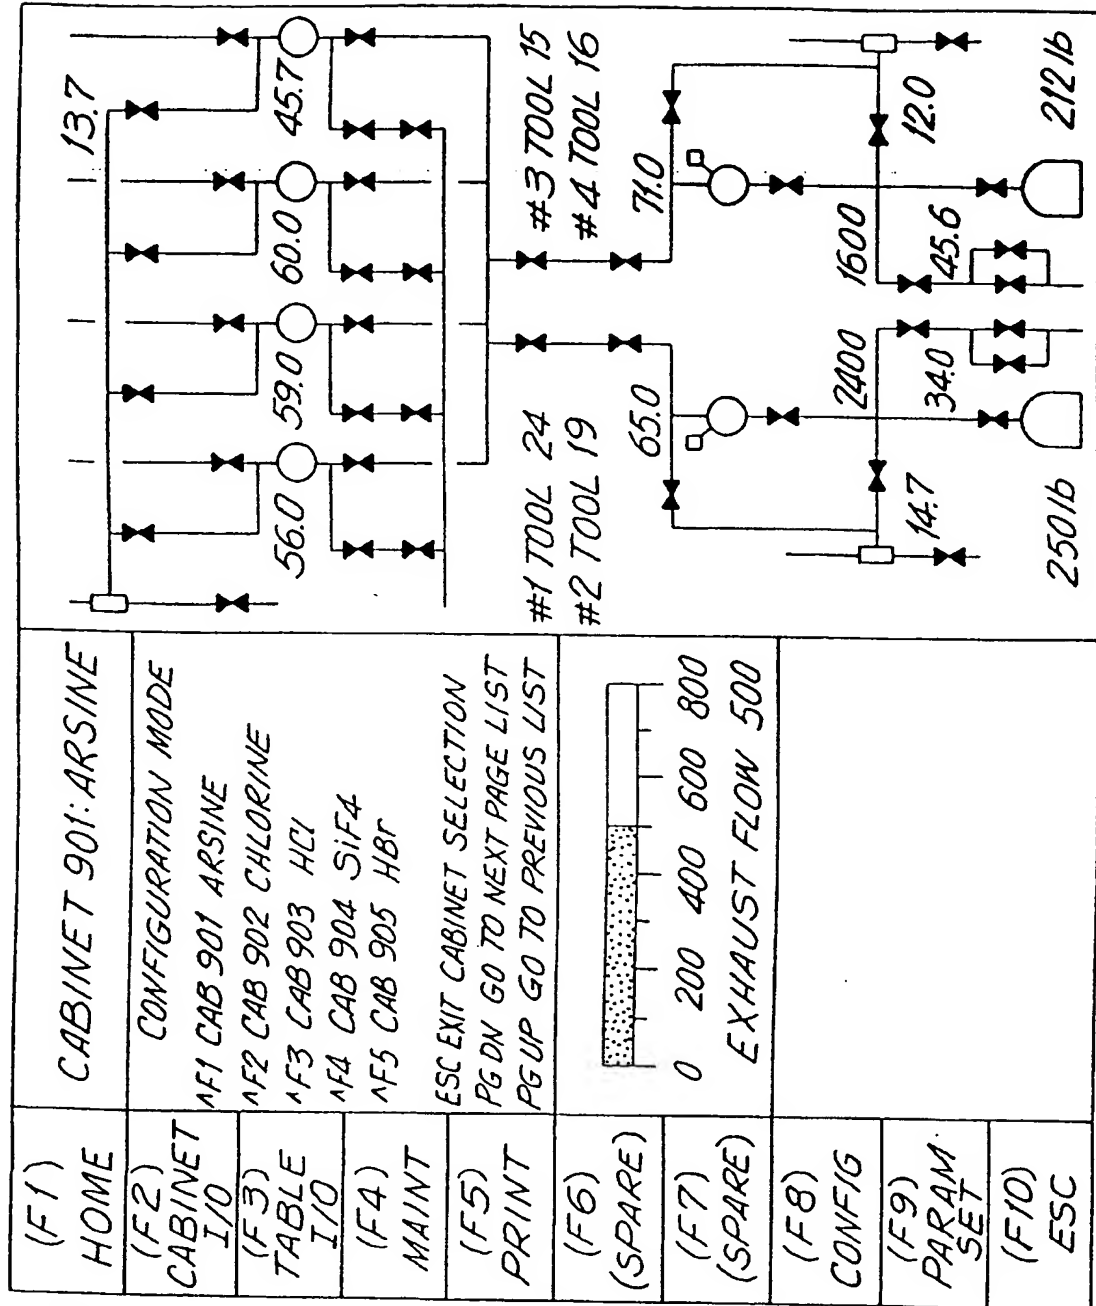 (F1)
HOME
(F2)
CABINET
I/O
(F3)
TABLE
I/O
(F4)
MAINT
(F5)
PRINT
(F6)
(SPARE)
(F7)
(SPARE)
(F8)
CONFIG
(F9)
PARAM.
SET
(F10)
ESC
CABINET 901: ARSINE
CONFIGURATION MODE
^F1 CAB 901 ARSINE
^F2 CAB 902 CHLORINE
^F3 CAB 903 HCl
^F4 CAB 904 SiF4
^F5 CAB 905 HBr
ESC EXIT CABINET SELECTION
PG DN GO TO NEXT PAGE LIST
PG UP GO TO PREVIOUS LIST
0 200 400 600 800
EXHAUST FLOW 500
13.7
56.0 59.0 60.0 45.7
#1 TOOL 24 #3 TOOL 15
#2 TOOL 19 #4 TOOL 16
65.0 71.0
2400 1600
14.7 34.0 45.6 12.0
250 lb 212 lb